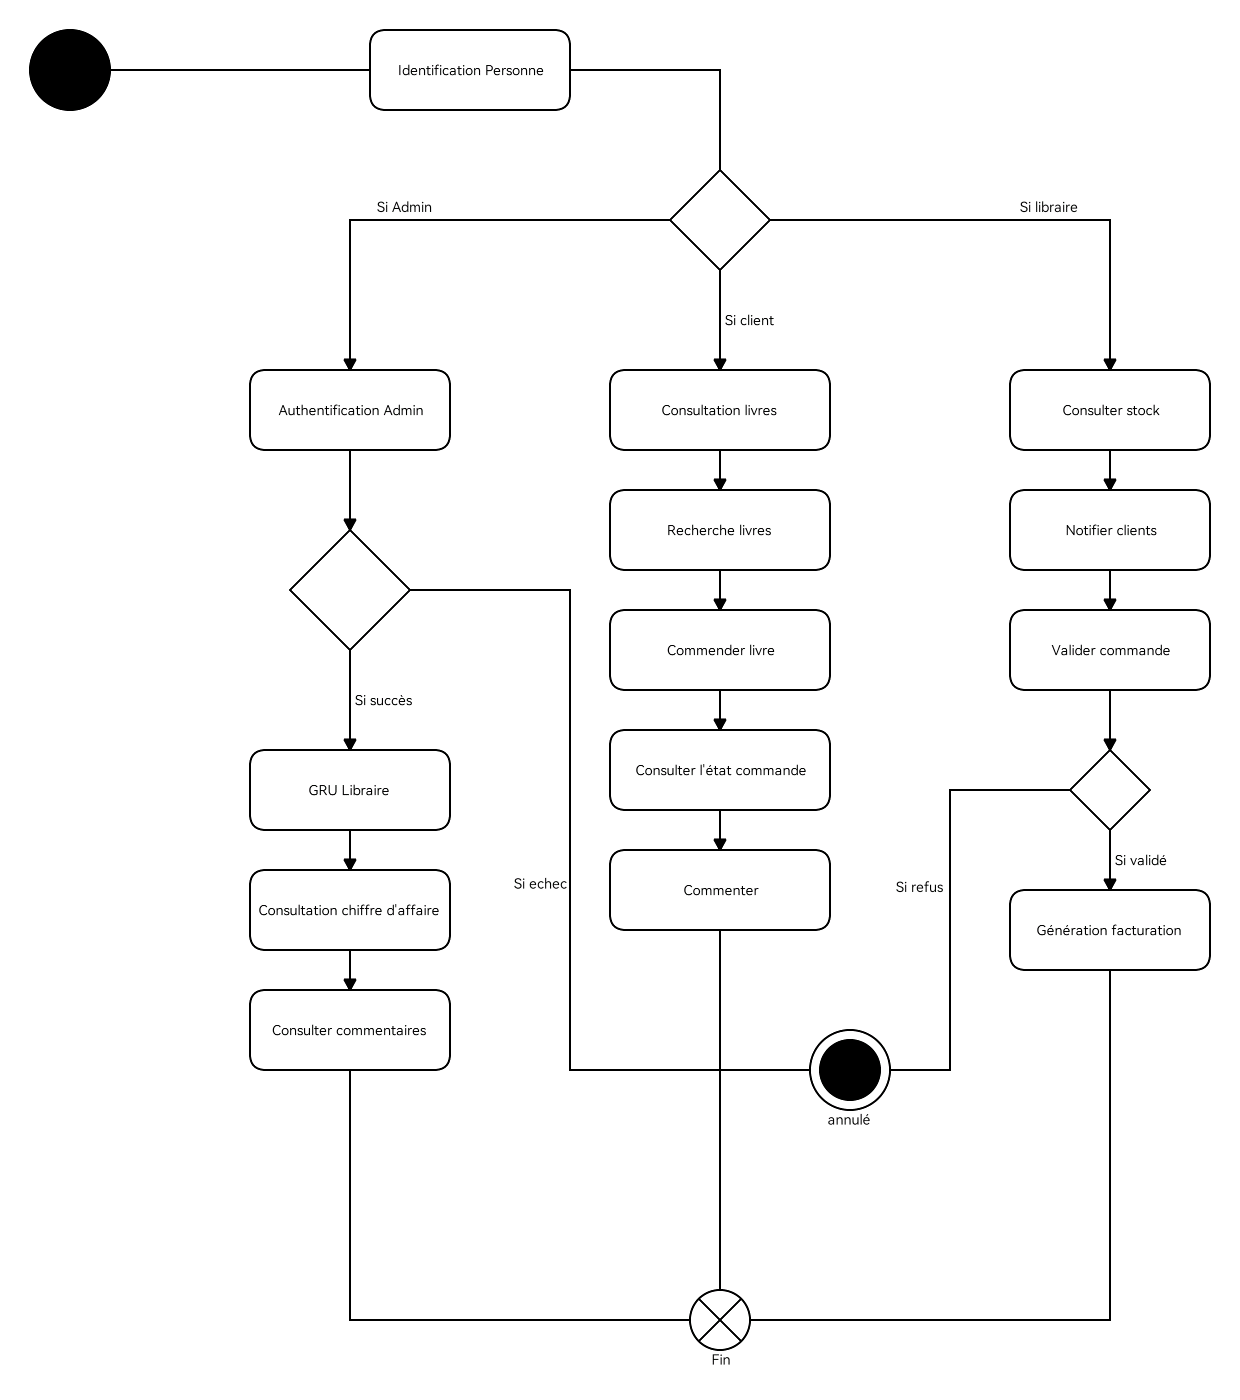 Identification Personne
Si Admin
Si libraire
Si client
Authentification Admin
Consultation livres
Consulter stock
Recherche livres
Notifier clients
Commender livre
Valider commande
Si succès
Consulter l'état commande
GRU Libraire
Si validé
Si echec
Commenter
Si refus
Consultation chiffre d'affaire
Génération facturation
Consulter commentaires
annulé
Fin